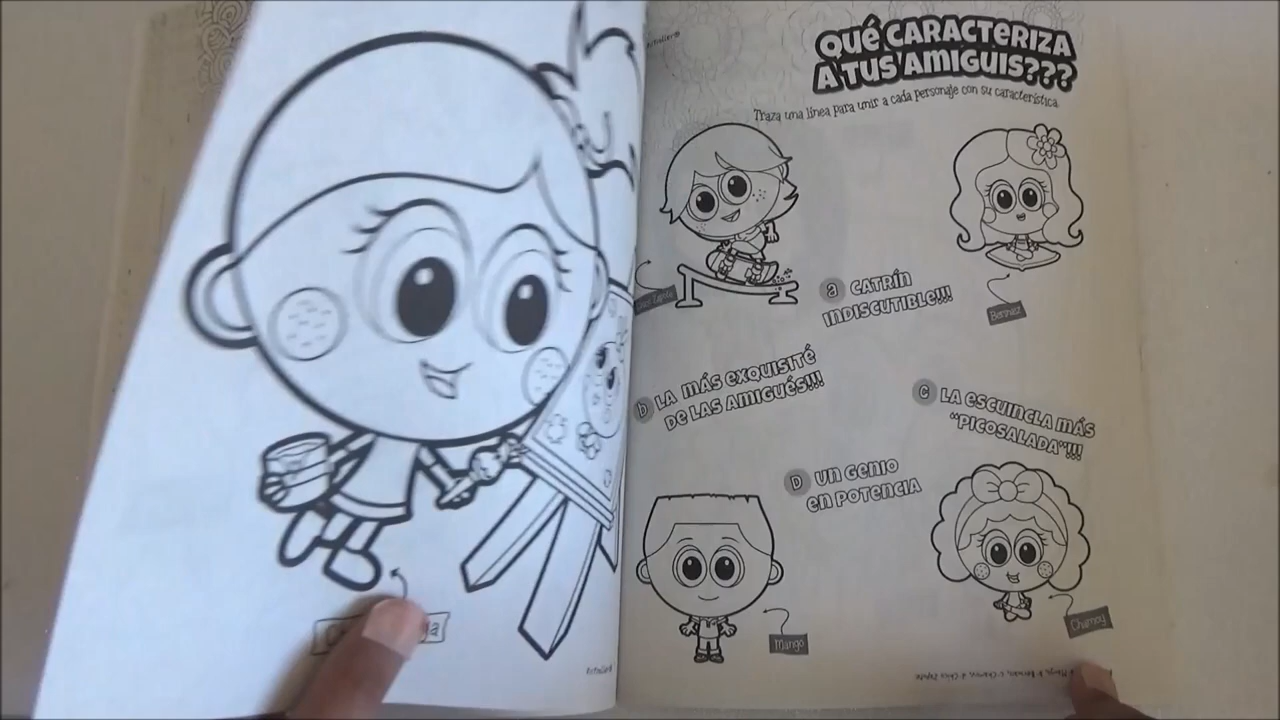 QUÉ CARACTERIZA
A TUS AMIGUIS???
Traza una línea para unir a cada personaje con su característica.
a CATRÍN
INDISCUTIBLE!!!
Berinaiz
b LA MÁS EXQUISITÉ
DE LAS AMIGUÉS!!!
c LA ESCUINCLA MÁS
"PICOSALADA"!!!
D UN GENIO
EN POTENCIA
Mango
Chamoy